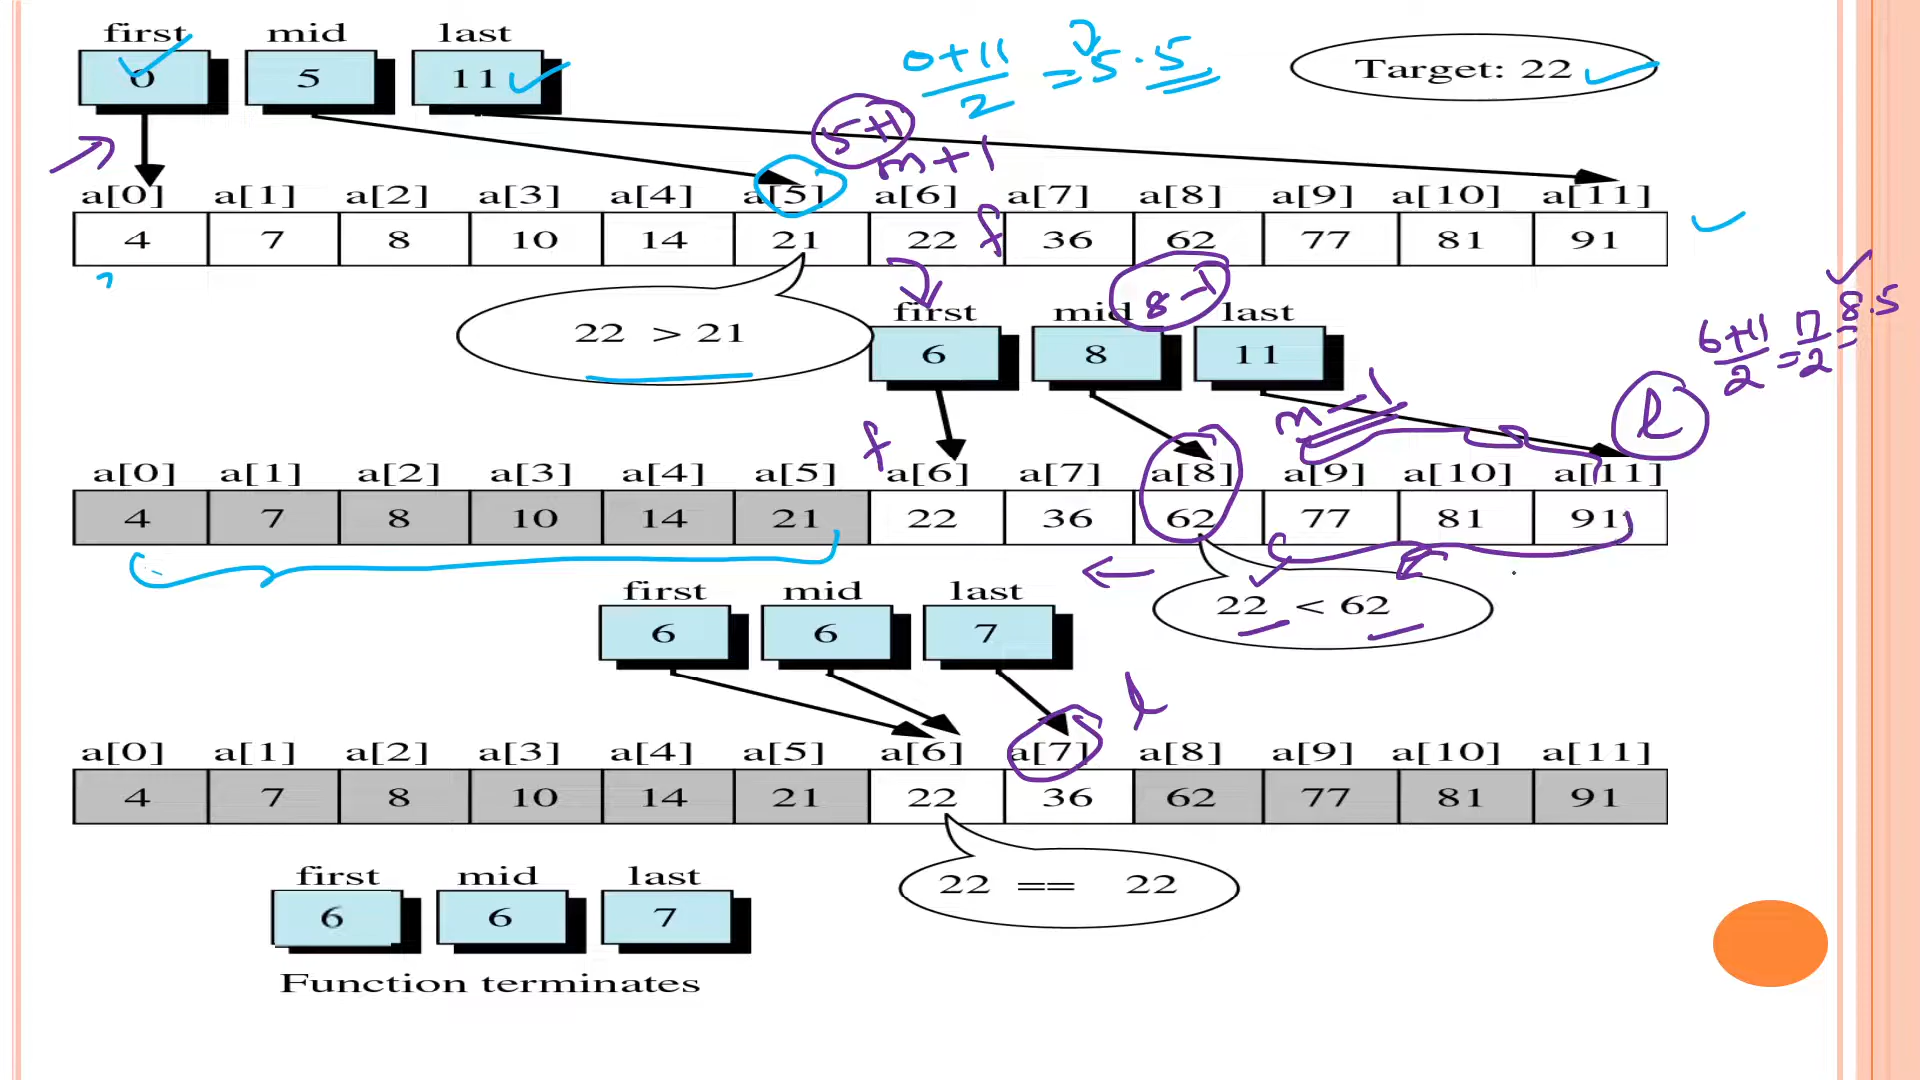 first mid last
0 5 11
0+11/2 = 5.5
Target: 22
5+1
m+1
a[0] a[1] a[2] a[3] a[4] a[5] a[6] a[7] a[8] a[9] a[10] a[11]
4 7 8 10 14 21 22 f 36 62 77 81 91
22 > 21
8-1
first mid last
6 8 11
6+11/2 = 17/2 = 8.5
m-1
l
f
a[0] a[1] a[2] a[3] a[4] a[5] a[6] a[7] a[8] a[9] a[10] a[11]
4 7 8 10 14 21 22 36 62 77 81 91
22 < 62
first mid last
6 6 7
l
a[0] a[1] a[2] a[3] a[4] a[5] a[6] a[7] a[8] a[9] a[10] a[11]
4 7 8 10 14 21 22 36 62 77 81 91
22 == 22
first mid last
6 6 7
Function terminates